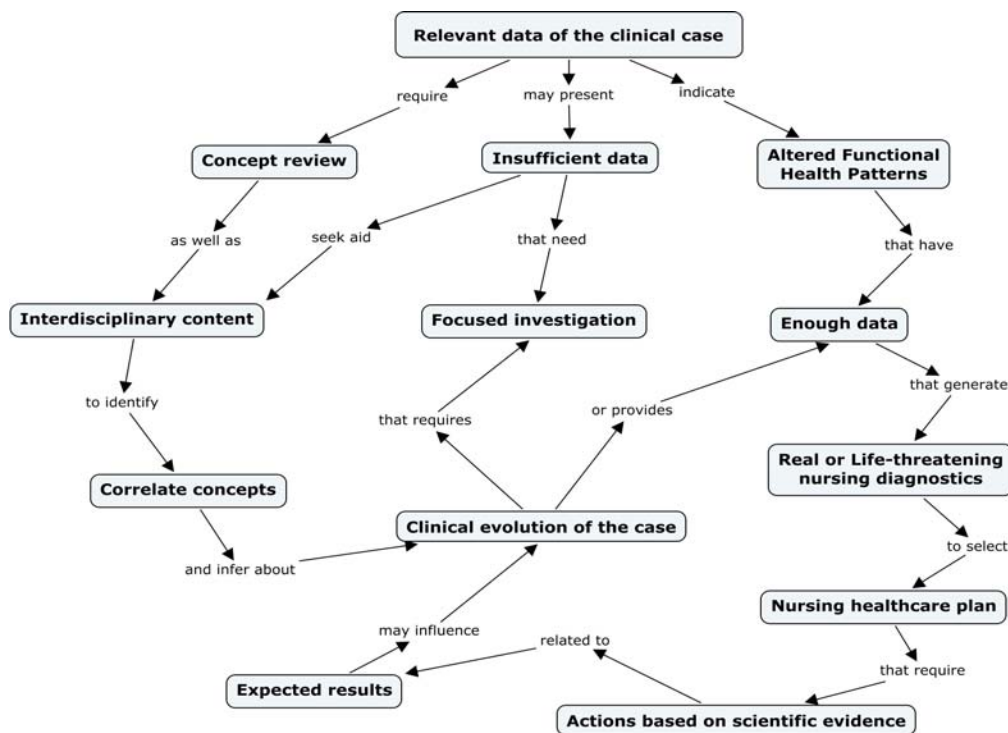 Relevant data of the clinical case
require
may present
indicate
Concept review
Insufficient data
Altered Functional
Health Patterns
as well as
seek aid
that need
that have
Interdisciplinary content
Focused investigation
Enough data
to identify
that requires
or provides
that generate
Correlate concepts
Real or Life-threatening
nursing diagnostics
Clinical evolution of the case
and infer about
to select
Nursing healthcare plan
may influence
related to
that require
Expected results
Actions based on scientific evidence